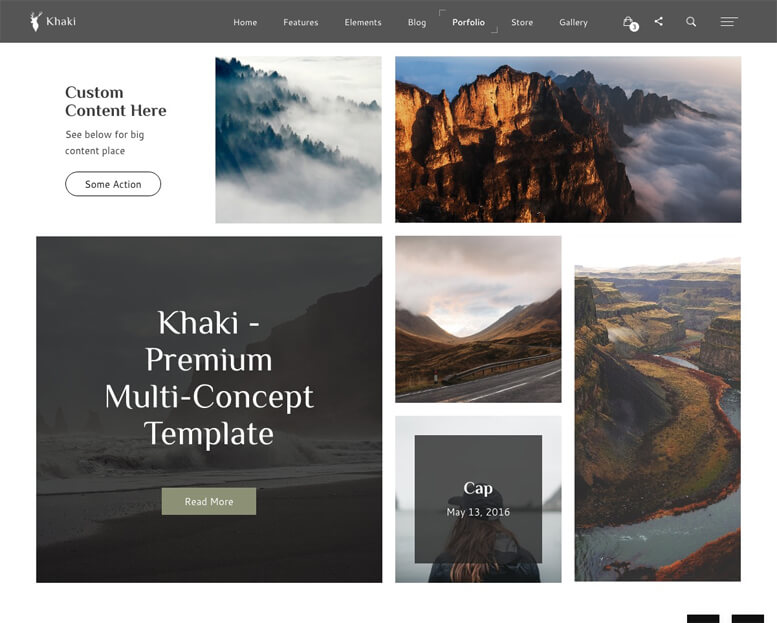 Khaki Home Features Elements Blog Porfolio Store Gallery 3
Custom
Content Here
See below for big
content place
Some Action
Khaki -
Premium
Multi-Concept
Template
Read More
Cap
May 13, 2016